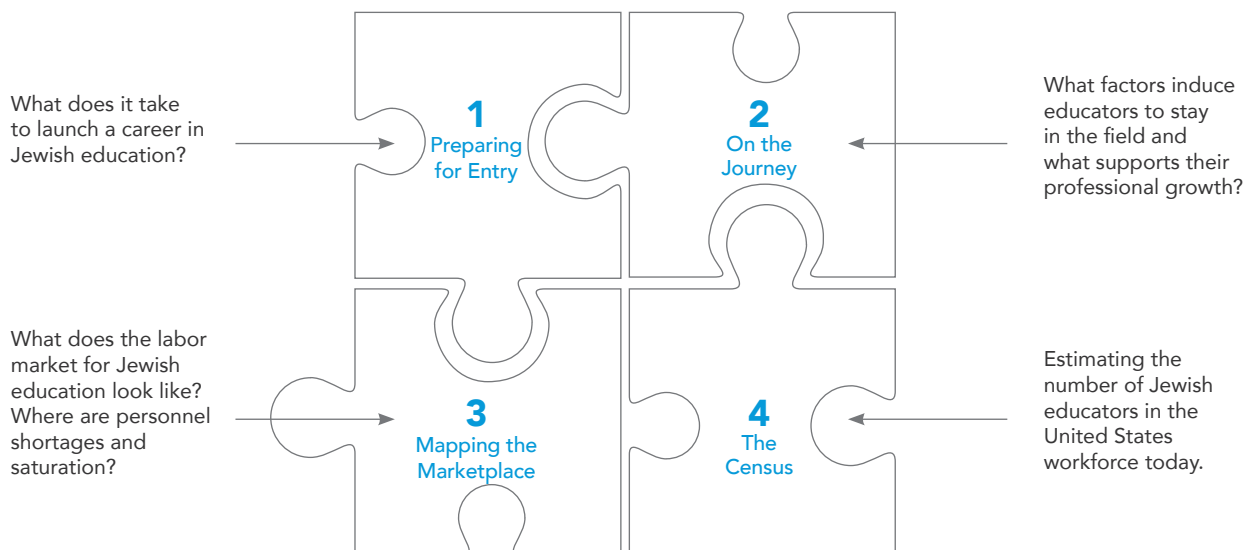 What does it take
to launch a career in
Jewish education?
1
Preparing
for Entry
2
On the
Journey
What factors induce
educators to stay
in the field and
what supports their
professional growth?
What does the labor
market for Jewish
education look like?
Where are personnel
shortages and
saturation?
3
Mapping the
Marketplace
4
The
Census
Estimating the
number of Jewish
educators in the
United States
workforce today.